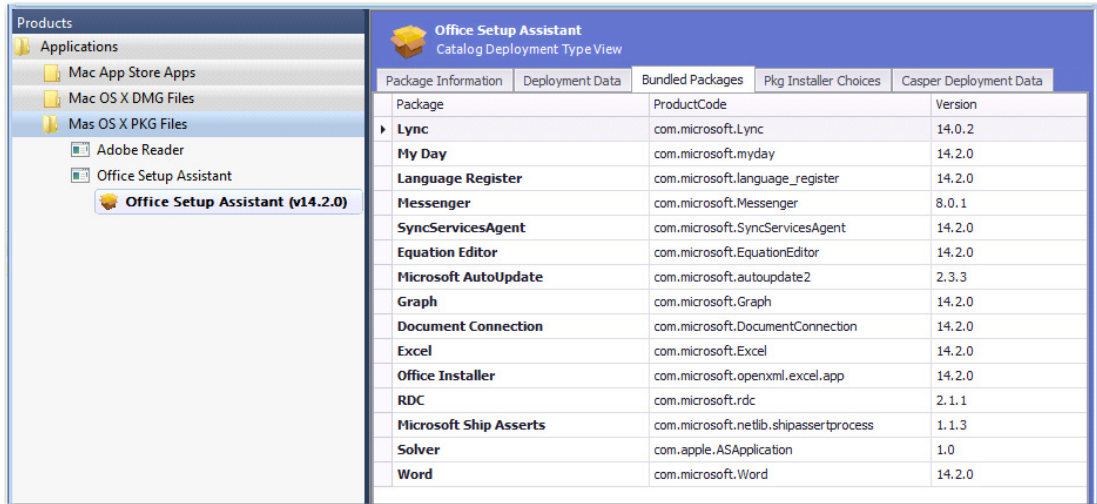 Products
Applications
Mac App Store Apps
Mac OS X DMG Files
Mas OS X PKG Files
Adobe Reader
Office Setup Assistant
Office Setup Assistant (v14.2.0)
Office Setup Assistant
Catalog Deployment Type View
Package Information Deployment Data Bundled Packages Pkg Installer Choices Casper Deployment Data
Package ProductCode Version
Lync com.microsoft.Lync 14.0.2
My Day com.microsoft.myday 14.2.0
Language Register com.microsoft.language_register 14.2.0
Messenger com.microsoft.Messenger 8.0.1
SyncServicesAgent com.microsoft.SyncServicesAgent 14.2.0
Equation Editor com.microsoft.EquationEditor 14.2.0
Microsoft AutoUpdate com.microsoft.autoupdate2 2.3.3
Graph com.microsoft.Graph 14.2.0
Document Connection com.microsoft.DocumentConnection 14.2.0
Excel com.microsoft.Excel 14.2.0
Office Installer com.microsoft.openxml.excel.app 14.2.0
RDC com.microsoft.rdc 2.1.1
Microsoft Ship Asserts com.microsoft.netlib.shipassertprocess 1.1.3
Solver com.apple.ASApplication 1.0
Word com.microsoft.Word 14.2.0